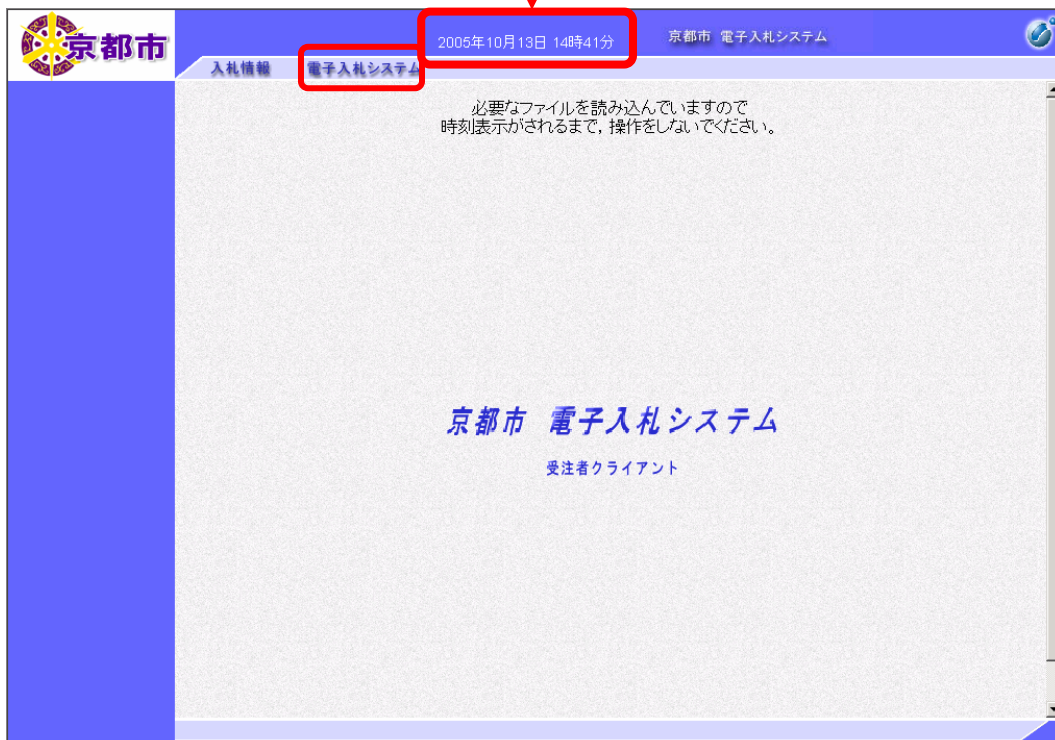 京都市
2005年10月13日 14時41分
京都市 電子入札システム
入札情報
電子入札システム
必要なファイルを読み込んでいますので
時刻表示がされるまで，操作をしないでください。
京都市 電子入札システム
受注者クライアント